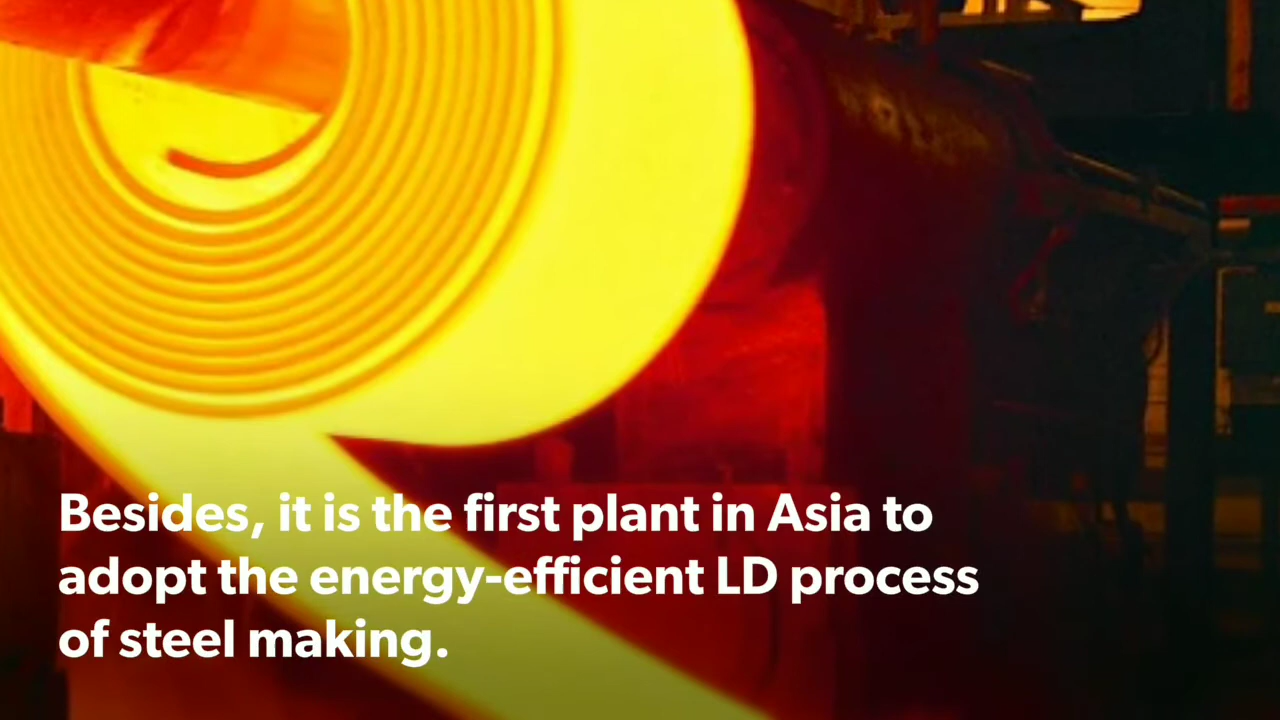 Besides, it is the first plant in Asia to
adopt the energy-efficient LD process
of steel making.